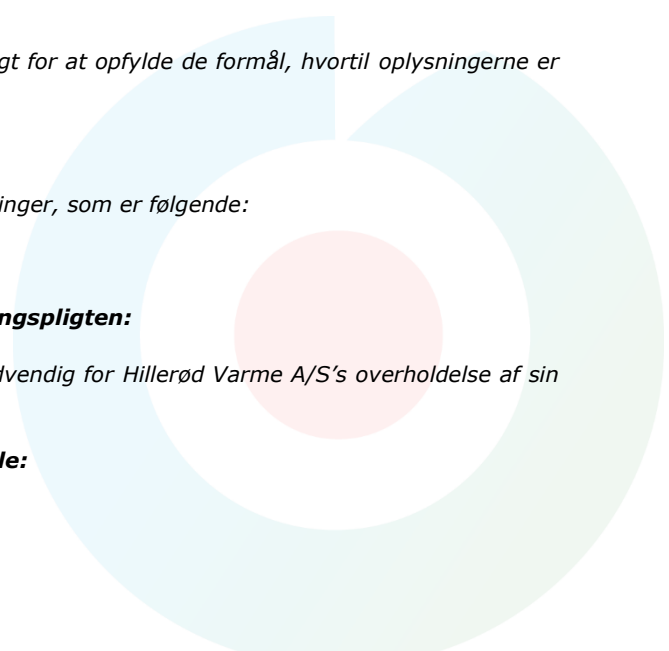 gt for at opfylde de formål, hvortil oplysningerne er
inger, som er følgende:
ngspligten:
dvendig for Hillerød Varme A/S’s overholdelse af sin
le: